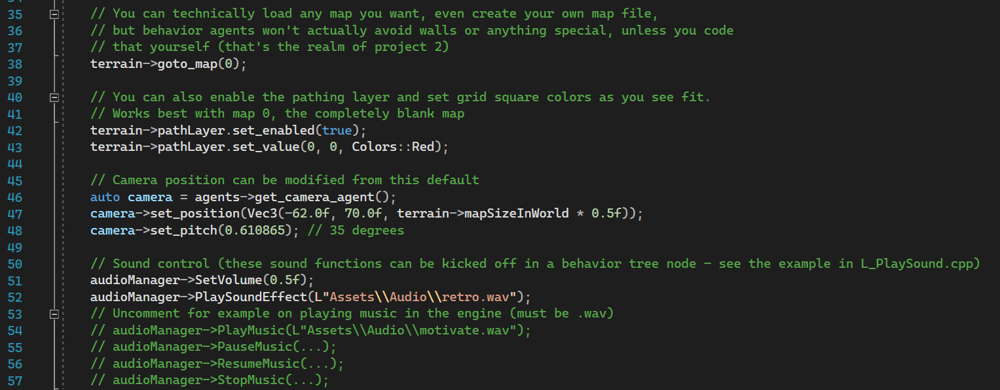 35 // You can technically load any map you want, even create your own map file,
36 // but behavior agents won't actually avoid walls or anything special, unless you code
37 // that yourself (that's the realm of project 2)
38 terrain->goto_map(0);
39
40 // You can also enable the pathing layer and set grid square colors as you see fit.
41 // Works best with map 0, the completely blank map
42 terrain->pathLayer.set_enabled(true);
43 terrain->pathLayer.set_value(0, 0, Colors::Red);
44
45 // Camera position can be modified from this default
46 auto camera = agents->get_camera_agent();
47 camera->set_position(Vec3(-62.0f, 70.0f, terrain->mapSizeInWorld * 0.5f));
48 camera->set_pitch(0.610865); // 35 degrees
49
50 // Sound control (these sound functions can be kicked off in a behavior tree node - see the example in L_PlaySound.cpp)
51 audioManager->SetVolume(0.5f);
52 audioManager->PlaySoundEffect(L"Assets\\Audio\\retro.wav");
53 // Uncomment for example on playing music in the engine (must be .wav)
54 // audioManager->PlayMusic(L"Assets\\Audio\\motivate.wav");
55 // audioManager->PauseMusic(...);
56 // audioManager->ResumeMusic(...);
57 // audioManager->StopMusic(...);